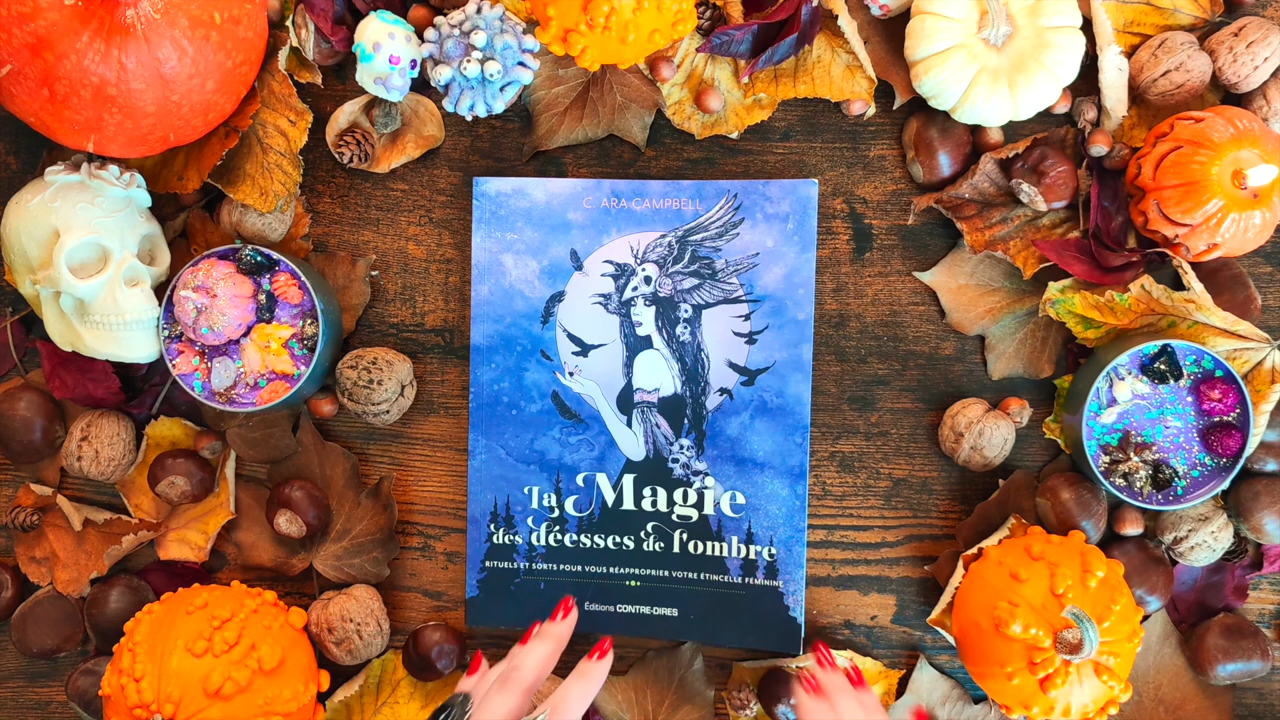 C. ARA CAMPBELL
La Magie
des déesses de l'ombre
RITUELS ET SORTS POUR VOUS RÉAPPROPRIER VOTRE ÉTINCELLE FÉMININE
Éditions CONTRE-DIRES